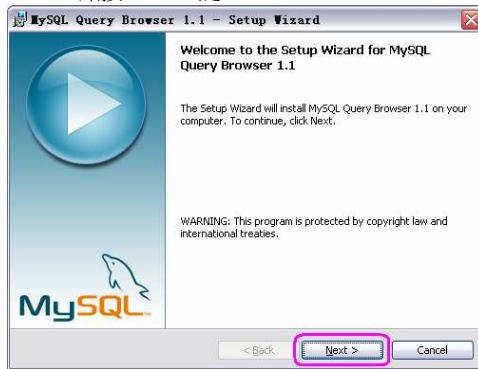 MySQL Query Browser 1.1 - Setup Wizard
Welcome to the Setup Wizard for MySQL
Query Browser 1.1
The Setup Wizard will install MySQL Query Browser 1.1 on your
computer. To continue, click Next.
WARNING: This program is protected by copyright law and
international treaties.
MySQL
< Back
Next >
Cancel